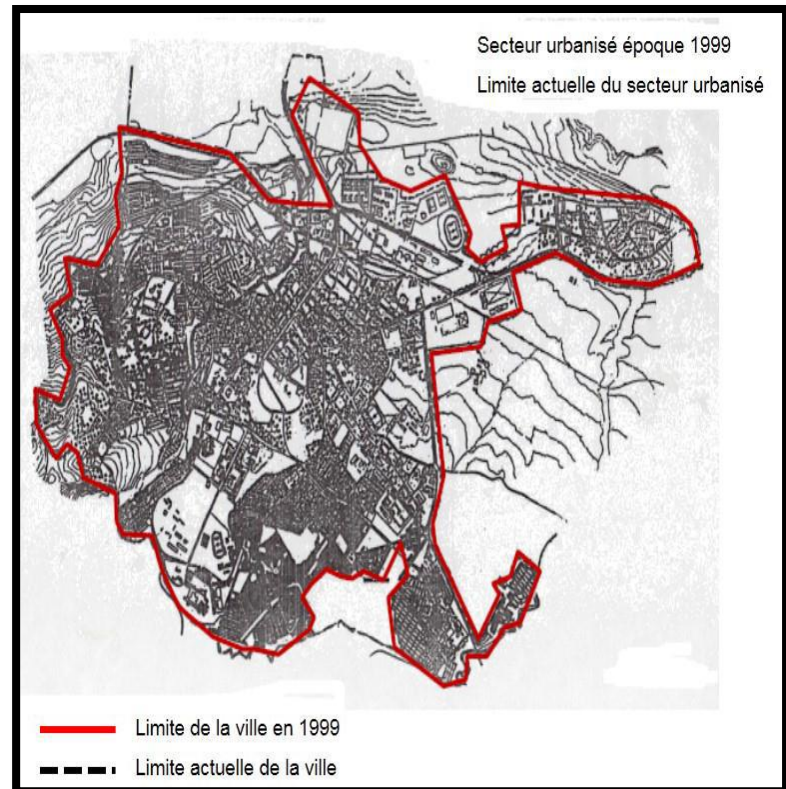 Secteur urbanisé époque 1999
Limite actuelle du secteur urbanisé
Limite de la ville en 1999
Limite actuelle de la ville